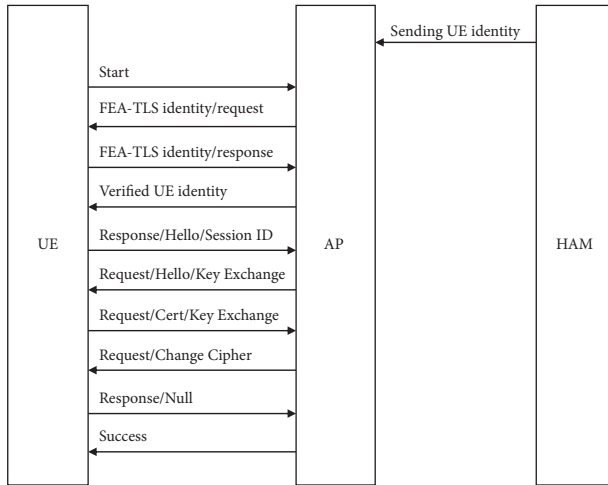 Sending UE identity
Start
FEA-TLS identity/request
FEA-TLS identity/response
Verified UE identity
Response/Hello/Session ID
UE
AP
HAM
Request/Hello/Key Exchange
Request/Cert/Key Exchange
Request/Change Cipher
Response/Null
Success